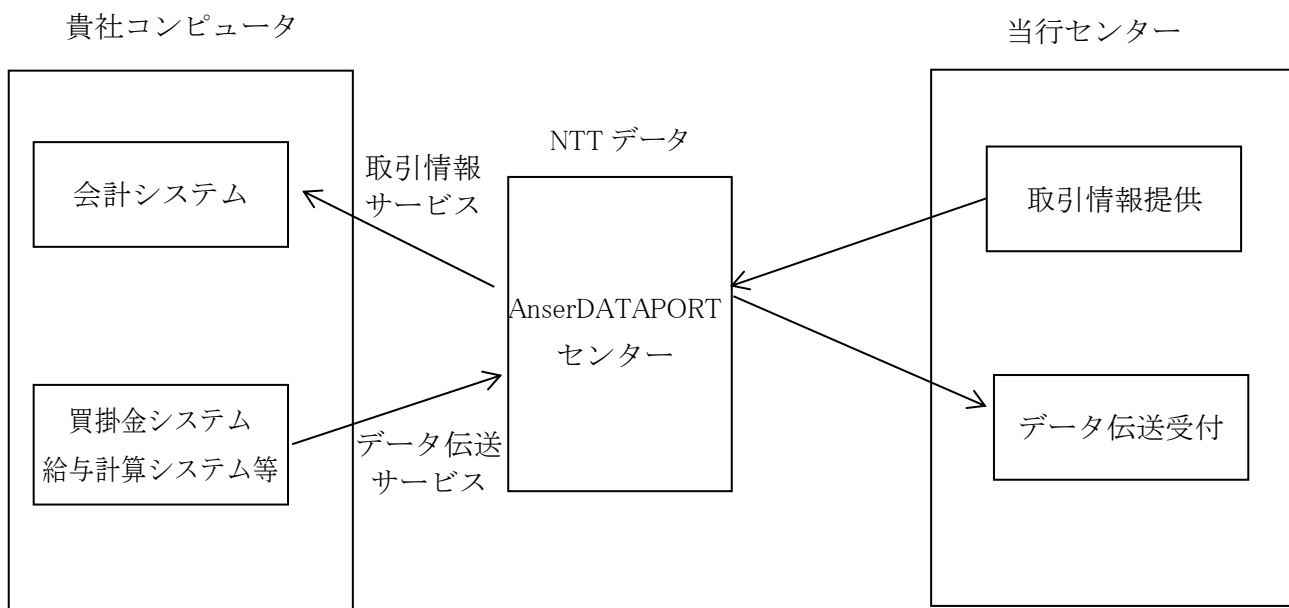 貴社コンピュータ
当行センター
会計システム
取引情報
サービス
NTT データ
取引情報提供
AnserDATAPORT
センター
買掛金システム
給与計算システム等
データ伝送
サービス
データ伝送受付